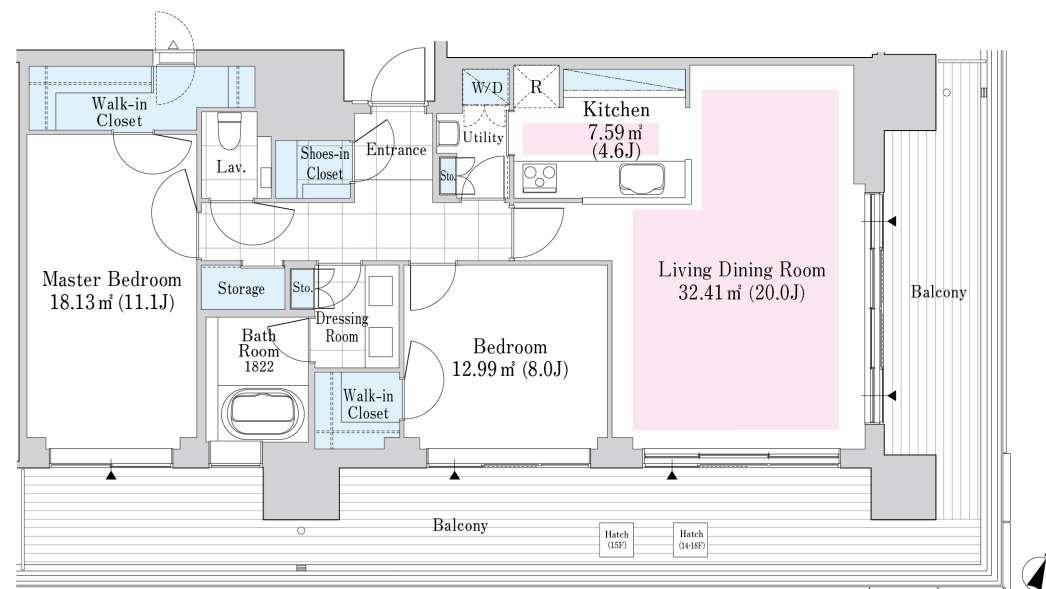 Walk-in
Closet
Lav.
Shoes-in
Closet
Entrance
W/D
R
Utility
Sto.
Kitchen
7.59㎡
(4.6J)
Master Bedroom
18.13㎡ (11.1J)
Storage
Sto.
Dressing
Room
Bath
Room
1822
Walk-in
Closet
Bedroom
12.99㎡ (8.0J)
Living Dining Room
32.41㎡ (20.0J)
Balcony
Balcony
Hatch
(15F)
Hatch
(14·18F)